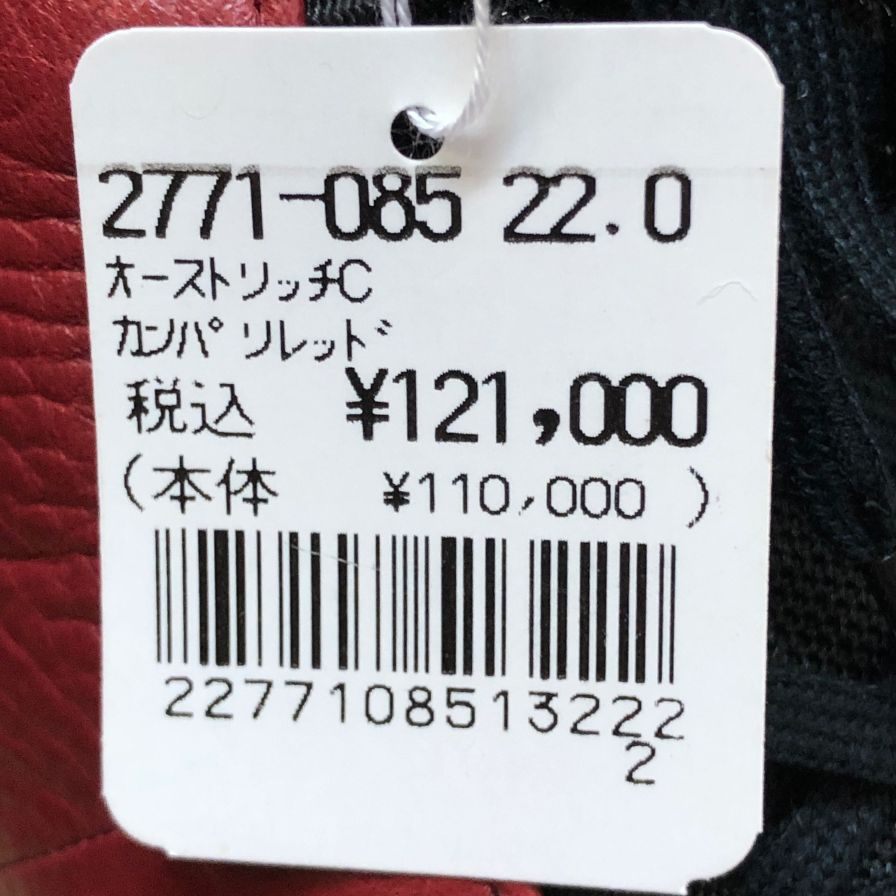 2771-085 22.0
オーストリッチC
カンパリレッド
税込 ¥121,000
(本体 ¥110,000 )
2277108513222
2